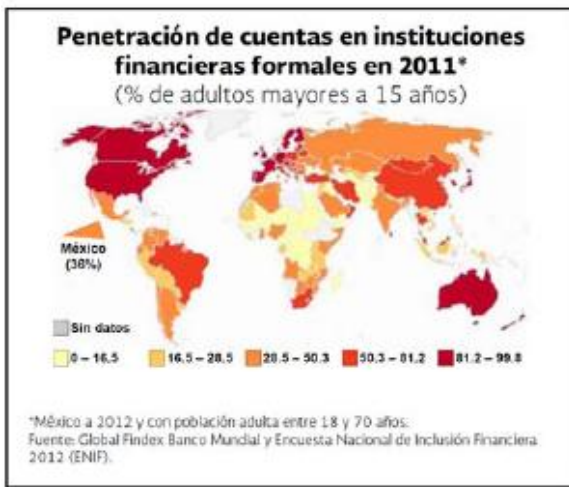 Penetración de cuentas en instituciones
financieras formales en 2011*
(% de adultos mayores a 15 años)
México
(36%)
Sin datos
0 – 16.5
16.5 – 28.5
28.5 – 50.3
50.3 – 81.2
81.2 – 99.8
*México a 2012 y con población adulta entre 18 y 70 años.
Fuente: Global Findex Banco Mundial y Encuesta Nacional de Inclusión Financiera
2012 (ENIF).